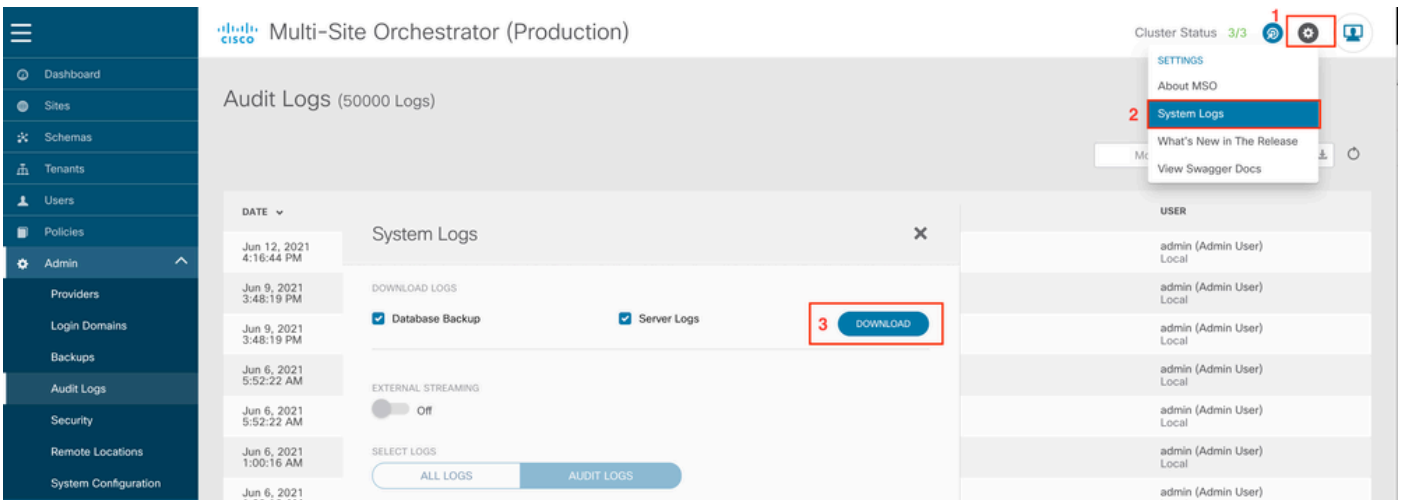 cisco Multi-Site Orchestrator (Production)
Cluster Status 3/3
1
SETTINGS
About MSO
2 System Logs
What's New in The Release
View Swagger Docs
Dashboard
Sites
Schemas
Tenants
Users
Policies
Admin
Providers
Login Domains
Backups
Audit Logs
Security
Remote Locations
System Configuration
Audit Logs (50000 Logs)
DATE
USER
Jun 12, 2021
4:16:44 PM
admin (Admin User)
Local
Jun 9, 2021
3:48:19 PM
admin (Admin User)
Local
Jun 9, 2021
3:48:19 PM
admin (Admin User)
Local
Jun 6, 2021
5:52:22 AM
admin (Admin User)
Local
Jun 6, 2021
5:52:22 AM
admin (Admin User)
Local
Jun 6, 2021
1:00:16 AM
admin (Admin User)
Local
Jun 6, 2021
admin (Admin User)
System Logs
DOWNLOAD LOGS
Database Backup
Server Logs
3 DOWNLOAD
EXTERNAL STREAMING
Off
SELECT LOGS
ALL LOGS
AUDIT LOGS